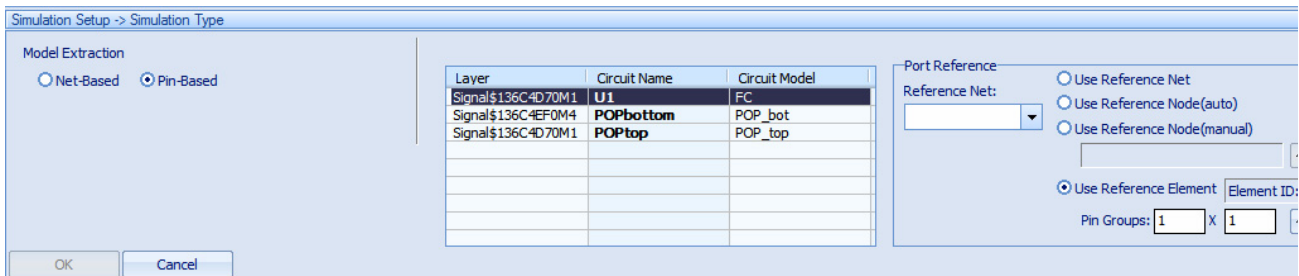 Simulation Setup -> Simulation Type
Model Extraction
Net-Based Pin-Based
Layer Circuit Name Circuit Model
Signal$136C4D70M1 U1 FC
Signal$136C4EF0M4 POPbottom POP_bot
Signal$136C4D70M1 POPtop POP_top
Port Reference
Reference Net:
Use Reference Net
Use Reference Node(auto)
Use Reference Node(manual)
Use Reference Element Element ID:
Pin Groups: 1 X 1
OK Cancel